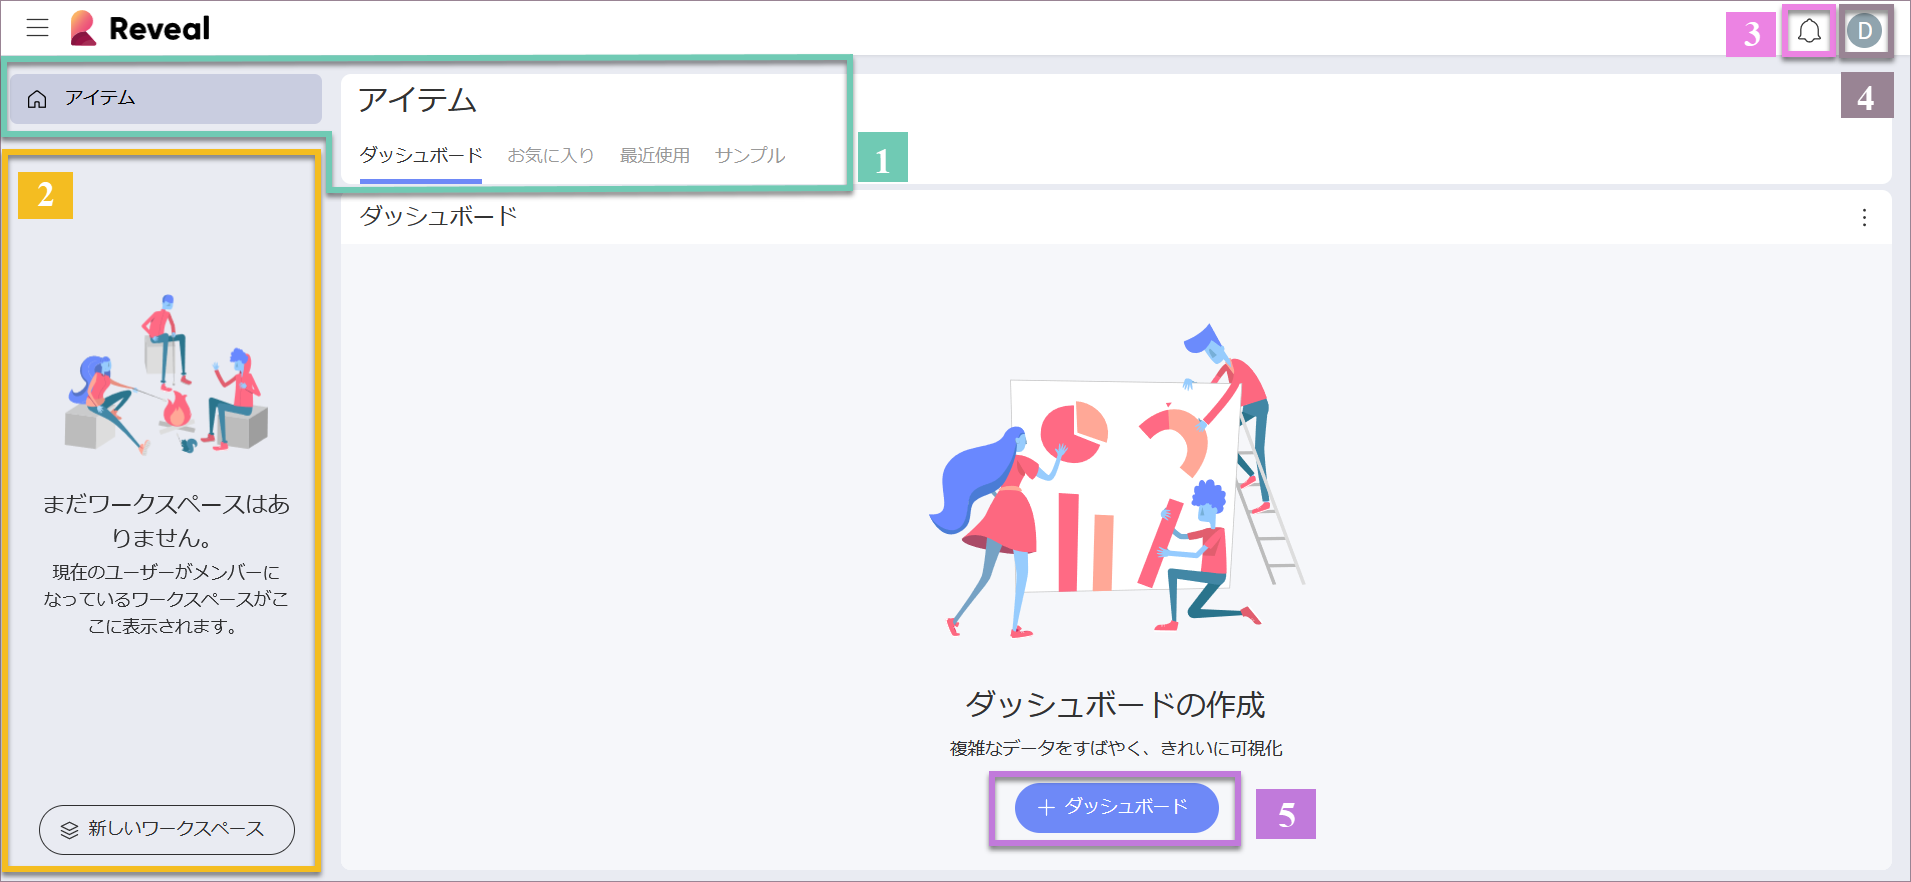 Reveal
3
D
4
アイテム
アイテム
ダッシュボード お気に入り 最近使用 サンプル
1
2
ダッシュボード
まだワークスペースはあ
りません。
現在のユーザーがメンバーに
なっているワークスペースがこ
こに表示されます。
新しいワークスペース
ダッシュボードの作成
複雑なデータをすばやく、きれいに可視化
＋ ダッシュボード
5